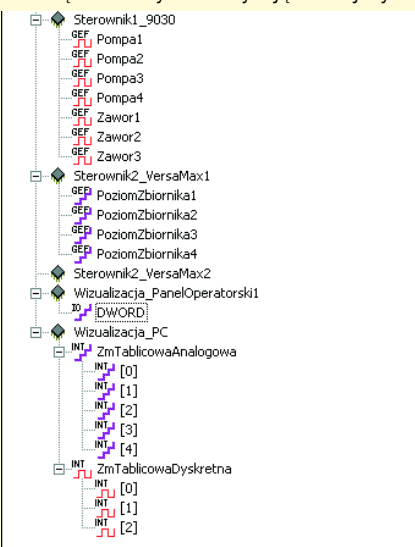 Sterownik1_9030
GEF Pompa1
GEF Pompa2
GEF Pompa3
GEF Pompa4
GEF Zawor1
GEF Zawor2
GEF Zawor3
Sterownik2_VersaMax1
GEF PoziomZbiornika1
GEF PoziomZbiornika2
GEF PoziomZbiornika3
GEF PoziomZbiornika4
Sterownik2_VersaMax2
Wizualizacja_PanelOperatorski1
IO DWORD
Wizualizacja_PC
INT ZmTablicowaAnalogowa
INT [0]
INT [1]
INT [2]
INT [3]
INT [4]
INT ZmTablicowaDyskretna
INT [0]
INT [1]
INT [2]